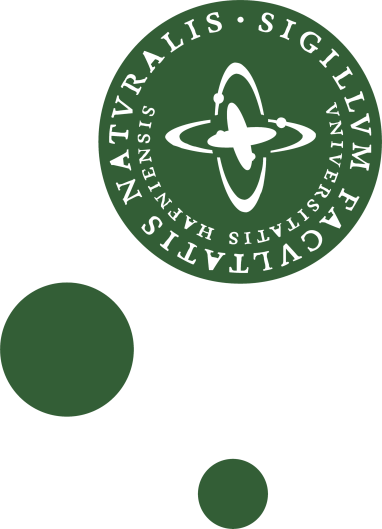 SIGILLVM FACVLTATIS NATVRALIS ·
VNIVERSITATIS HAFNIENSIS